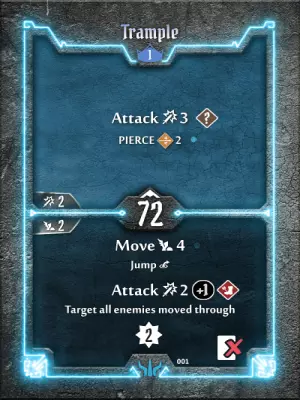 Trample
1
Attack 3 ?
PIERCE 2
2
72
2
Move 4
Jump
Attack 2 +1
Target all enemies moved through
2
001